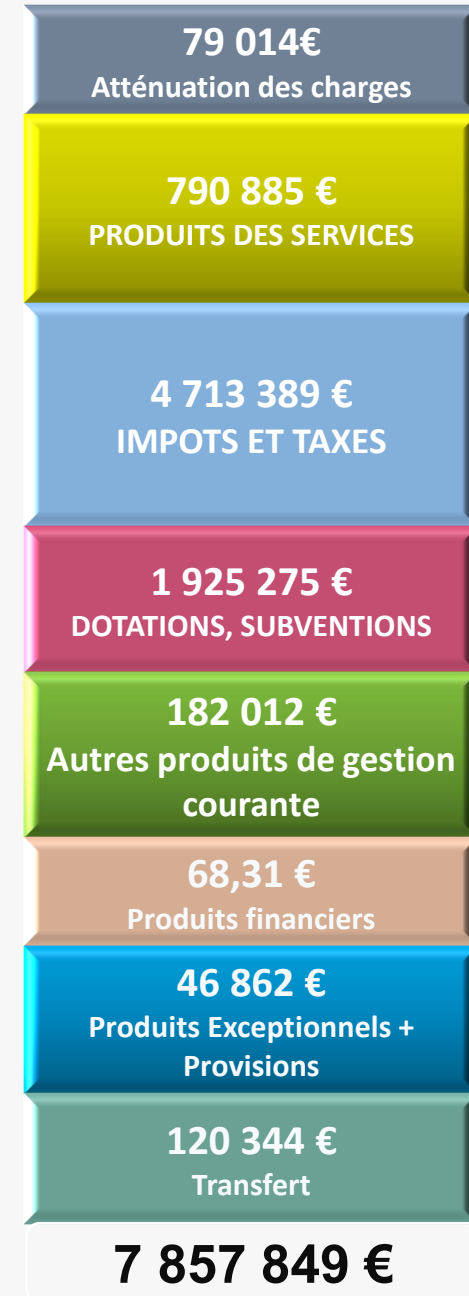 79 014€
Atténuation des charges
790 885 €
PRODUITS DES SERVICES
4 713 389 €
IMPOTS ET TAXES
1 925 275 €
DOTATIONS, SUBVENTIONS
182 012 €
Autres produits de gestion
courante
68,31 €
Produits financiers
46 862 €
Produits Exceptionnels +
Provisions
120 344 €
Transfert
7 857 849 €